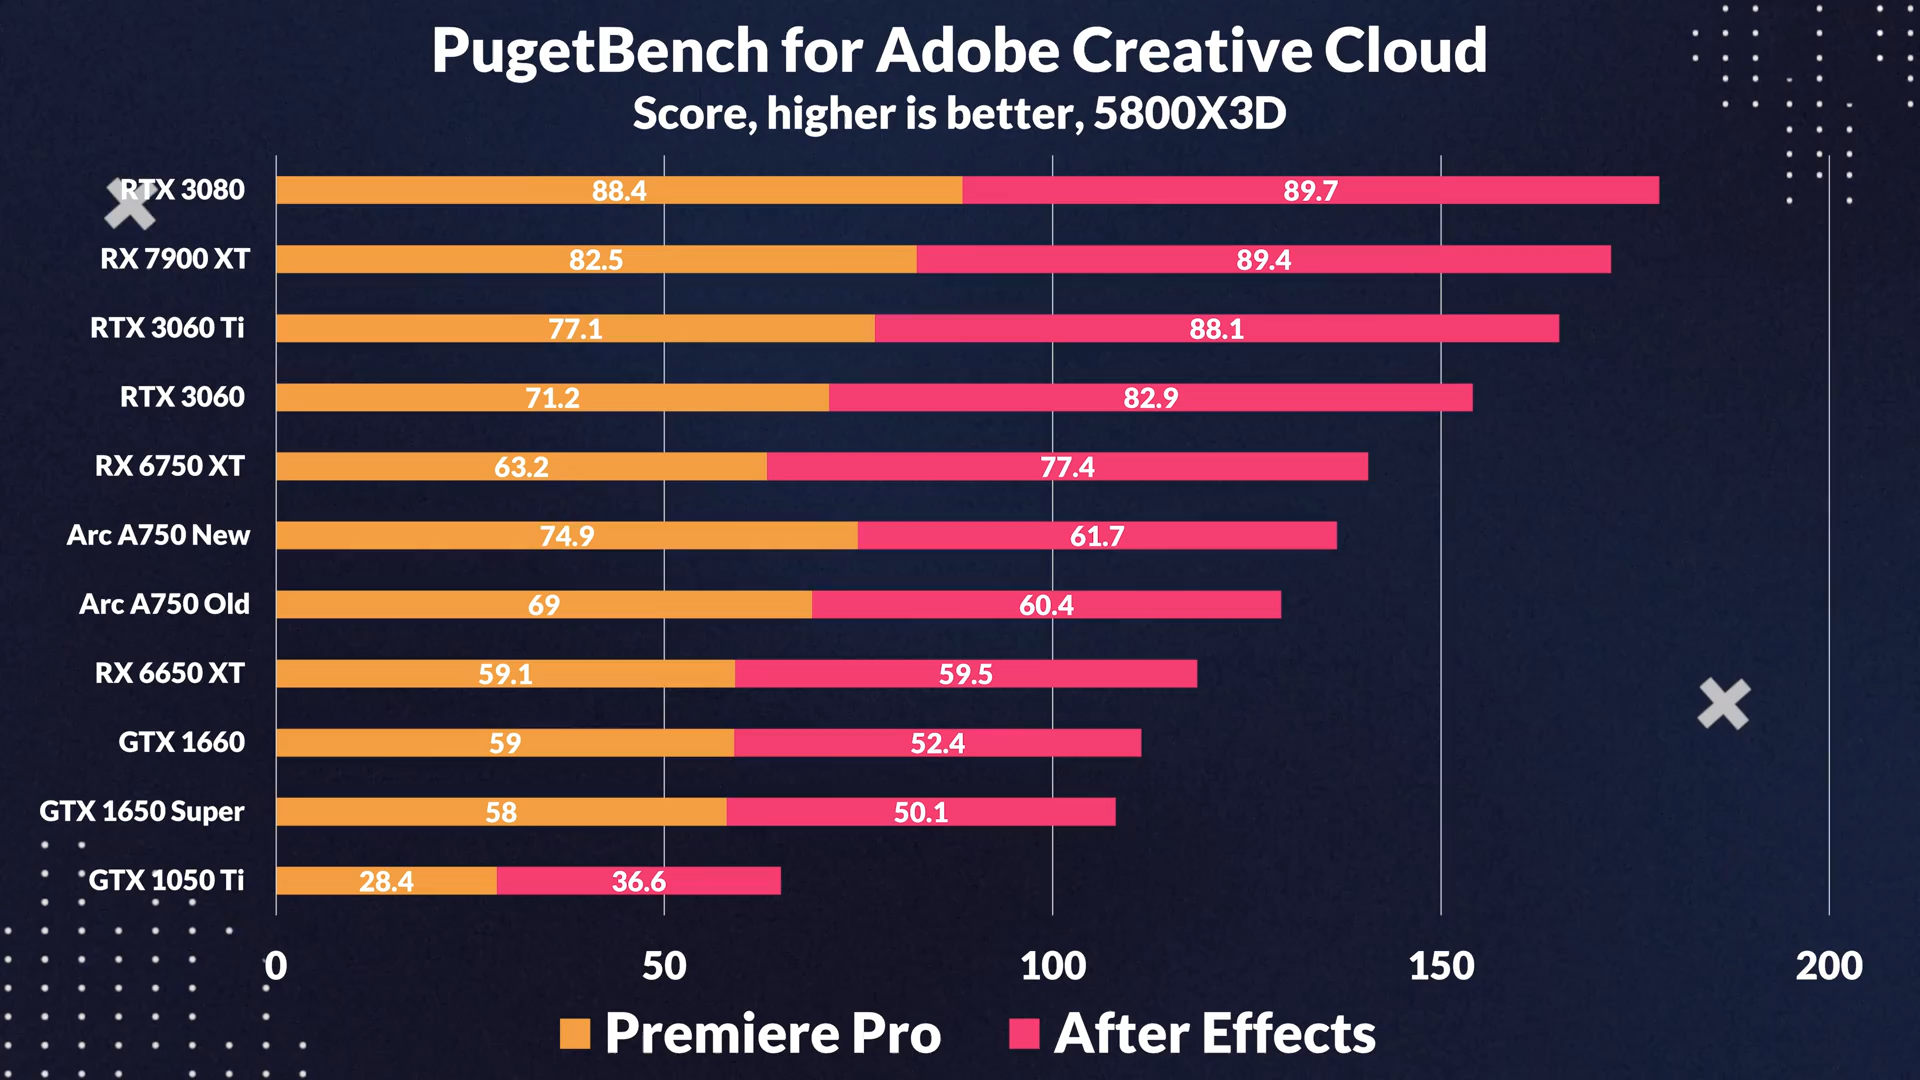 PugetBench for Adobe Creative Cloud
Score, higher is better, 5800X3D
RTX 3080 88.4 89.7
RX 7900 XT 82.5 89.4
RTX 3060 Ti 77.1 88.1
RTX 3060 71.2 82.9
RX 6750 XT 63.2 77.4
Arc A750 New 74.9 61.7
Arc A750 Old 69 60.4
RX 6650 XT 59.1 59.5
GTX 1660 59 52.4
GTX 1650 Super 58 50.1
GTX 1050 Ti 28.4 36.6
0 50 100 150 200
Premiere Pro After Effects